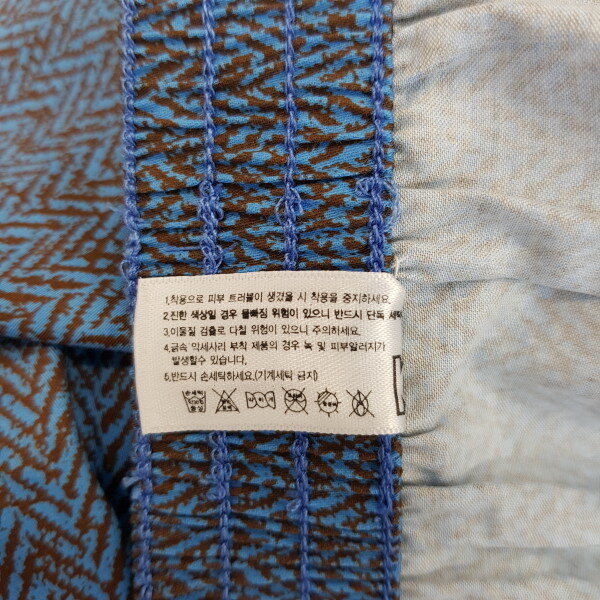 1.착용으로 피부 트러블이 생겼을 시 착용을 중지하세요.
2.진한 색상일 경우 물빠짐 위험이 있으니 반드시 단독
3.이물질 검출로 다칠 위험이 있으니 주의하세요.
4.금속 악세사리 부착 제품의 경우 녹 및 피부알러지가
발생할수 있습니다.
5.반드시 손세탁하세요.(기계세탁 금지)
손세탁
중성